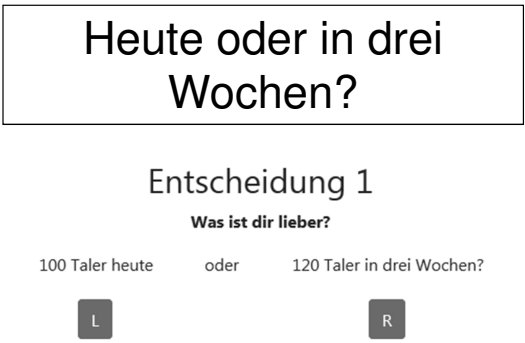 Heute oder in drei
Wochen?
Entscheidung 1
Was ist dir lieber?
100 Taler heute oder 120 Taler in drei Wochen?
L R